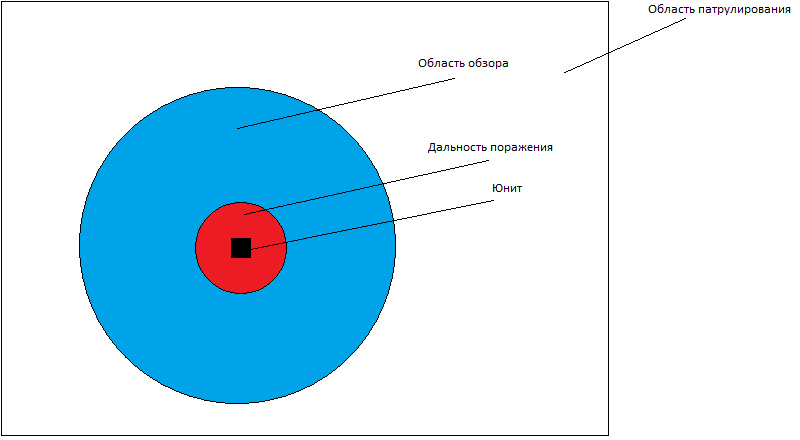 Область патрулирования
Область обзора
Дальность поражения
Юнит